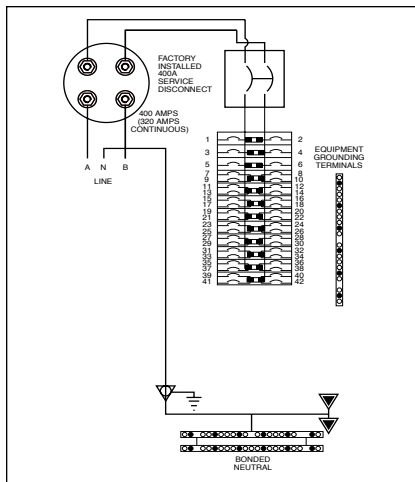 FACTORY
INSTALLED
400A
SERVICE
DISCONNECT
400 AMPS
(320 AMPS
CONTINUOUS)
A N B
LINE
1 2
3 4
5 6
7 8
9 10
11 12
13 14
15 16
17 18
19 20
21 22
23 24
25 26
27 28
29 30
31 32
33 34
35 36
37 38
39 40
41 42
EQUIPMENT
GROUNDING
TERMINALS
BONDED
NEUTRAL